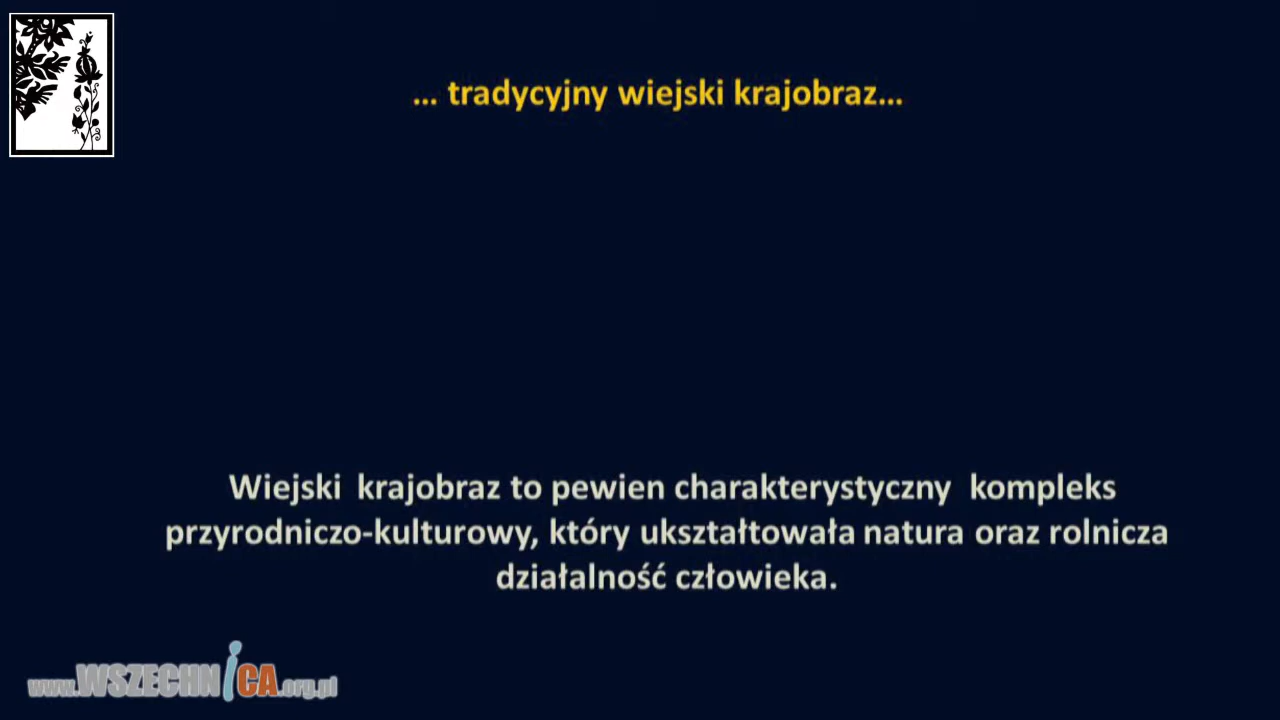 ... tradycyjny wiejski krajobraz...
Wiejski krajobraz to pewien charakterystyczny kompleks
przyrodniczo-kulturowy, który ukształtowała natura oraz rolnicza
działalność człowieka.
www.WSZECHNiCA.org.pl